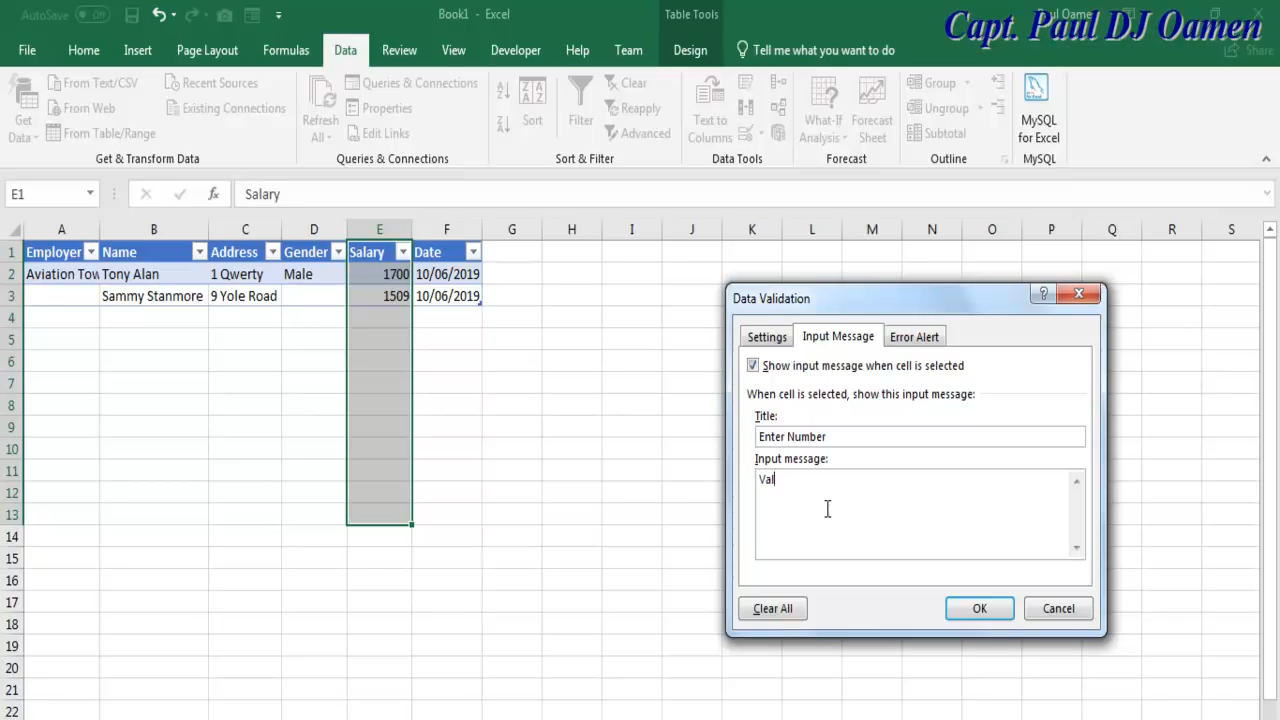 AutoSave Off Book1 - Excel Table Tools Paul Oame
Capt. Paul DJ Oamen
File Home Insert Page Layout Formulas Data Review View Developer Help Team Design Tell me what you want to do Share
From Text/CSV Recent Sources Queries & Connections Clear Group
Get Data From Web Existing Connections Refresh All Properties Sort Filter Reapply Text to Columns What-If Analysis Forecast Sheet Ungroup MySQL for Excel
From Table/Range Edit Links Advanced Subtotal
Get & Transform Data Queries & Connections Sort & Filter Data Tools Forecast Outline MySQL
E1 fx Salary
A B C D E F G H I J K L M N O P Q R S
1 Employer Name Address Gender Salary Date
2 Aviation Tow Tony Alan 1 Qwerty Male 1700 10/06/2019
3 Sammy Stanmore 9 Yole Road 1509 10/06/2019
4
5
6
7
8
9
10
11
12
13
14
15
16
17
18
19
20
21
22
Data Validation
Settings Input Message Error Alert
Show input message when cell is selected
When cell is selected, show this input message:
Title:
Enter Number
Input message:
Val
Clear All OK Cancel